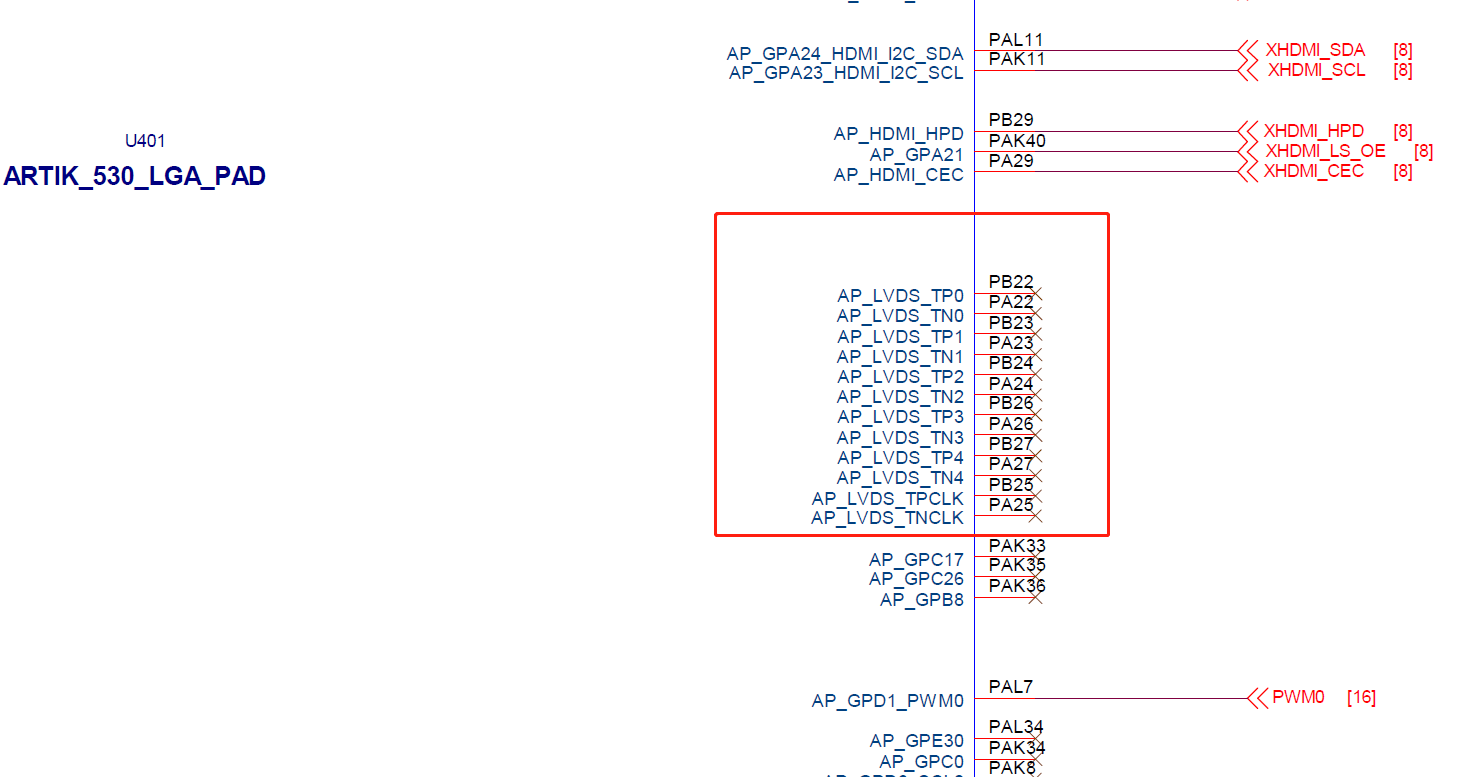 AP_GPA24_HDMI_I2C_SDA PAL11 XHDMI_SDA [8]
AP_GPA23_HDMI_I2C_SCL PAK11 XHDMI_SCL [8]
U401
ARTIK_530_LGA_PAD
AP_HDMI_HPD PB29 XHDMI_HPD [8]
AP_GPA21 PAK40 XHDMI_LS_OE [8]
AP_HDMI_CEC PA29 XHDMI_CEC [8]
AP_LVDS_TP0 PB22
AP_LVDS_TN0 PA22
AP_LVDS_TP1 PB23
AP_LVDS_TN1 PA23
AP_LVDS_TP2 PB24
AP_LVDS_TN2 PA24
AP_LVDS_TP3 PB26
AP_LVDS_TN3 PA26
AP_LVDS_TP4 PB27
AP_LVDS_TN4 PA27
AP_LVDS_TPCLK PB25
AP_LVDS_TNCLK PA25
AP_GPC17 PAK33
AP_GPC26 PAK35
AP_GPB8 PAK36
AP_GPD1_PWM0 PAL7 PWM0 [16]
AP_GPE30 PAL34
AP_GPC0 PAK34
PAK8